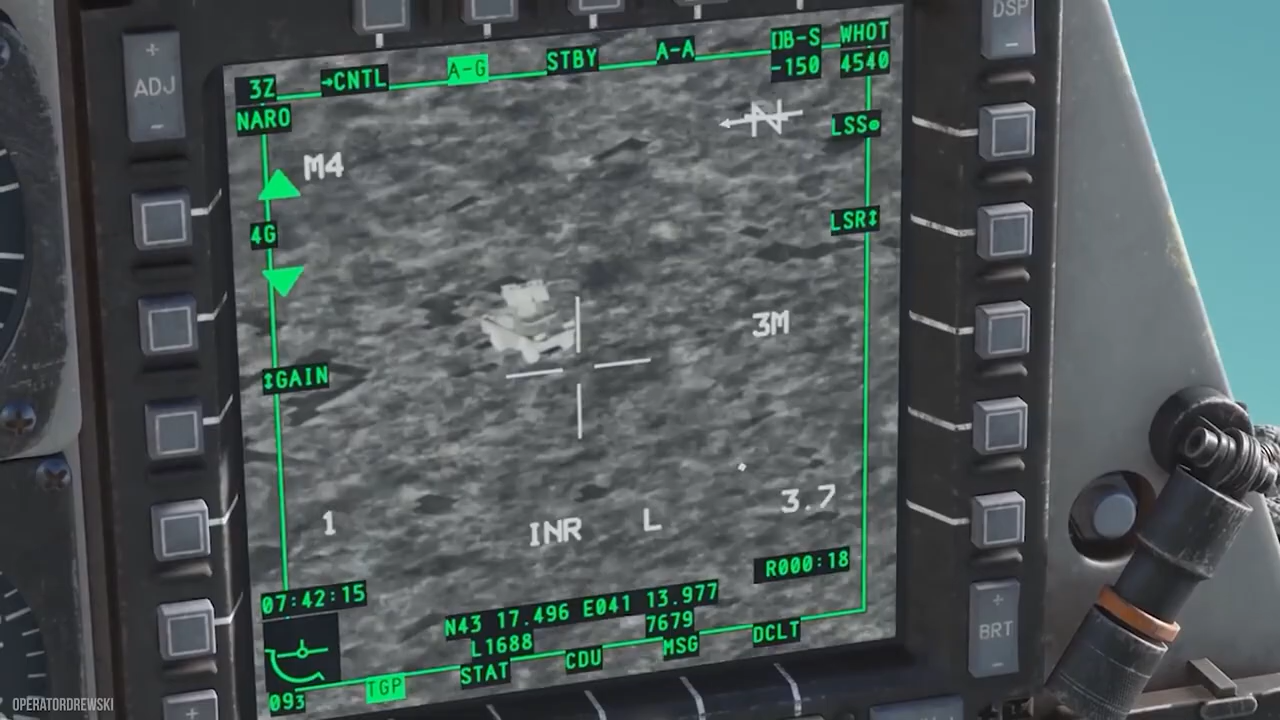 DSP
+
ADJ
-
3Z
→CNTL
A-G
STBY
A-A
DB-S
-150
WHOT
4540
NARO
M4
N
LSS
4G
LSR↕
↕GAIN
3M
1
INR
L
3.7
07:42:15
R000:18
N43 17.496 E041 13.977
L1688
7679
093
TGP
STAT
CDU
MSG
DCLT
+
BRT
-
OPERATORDREWSKI